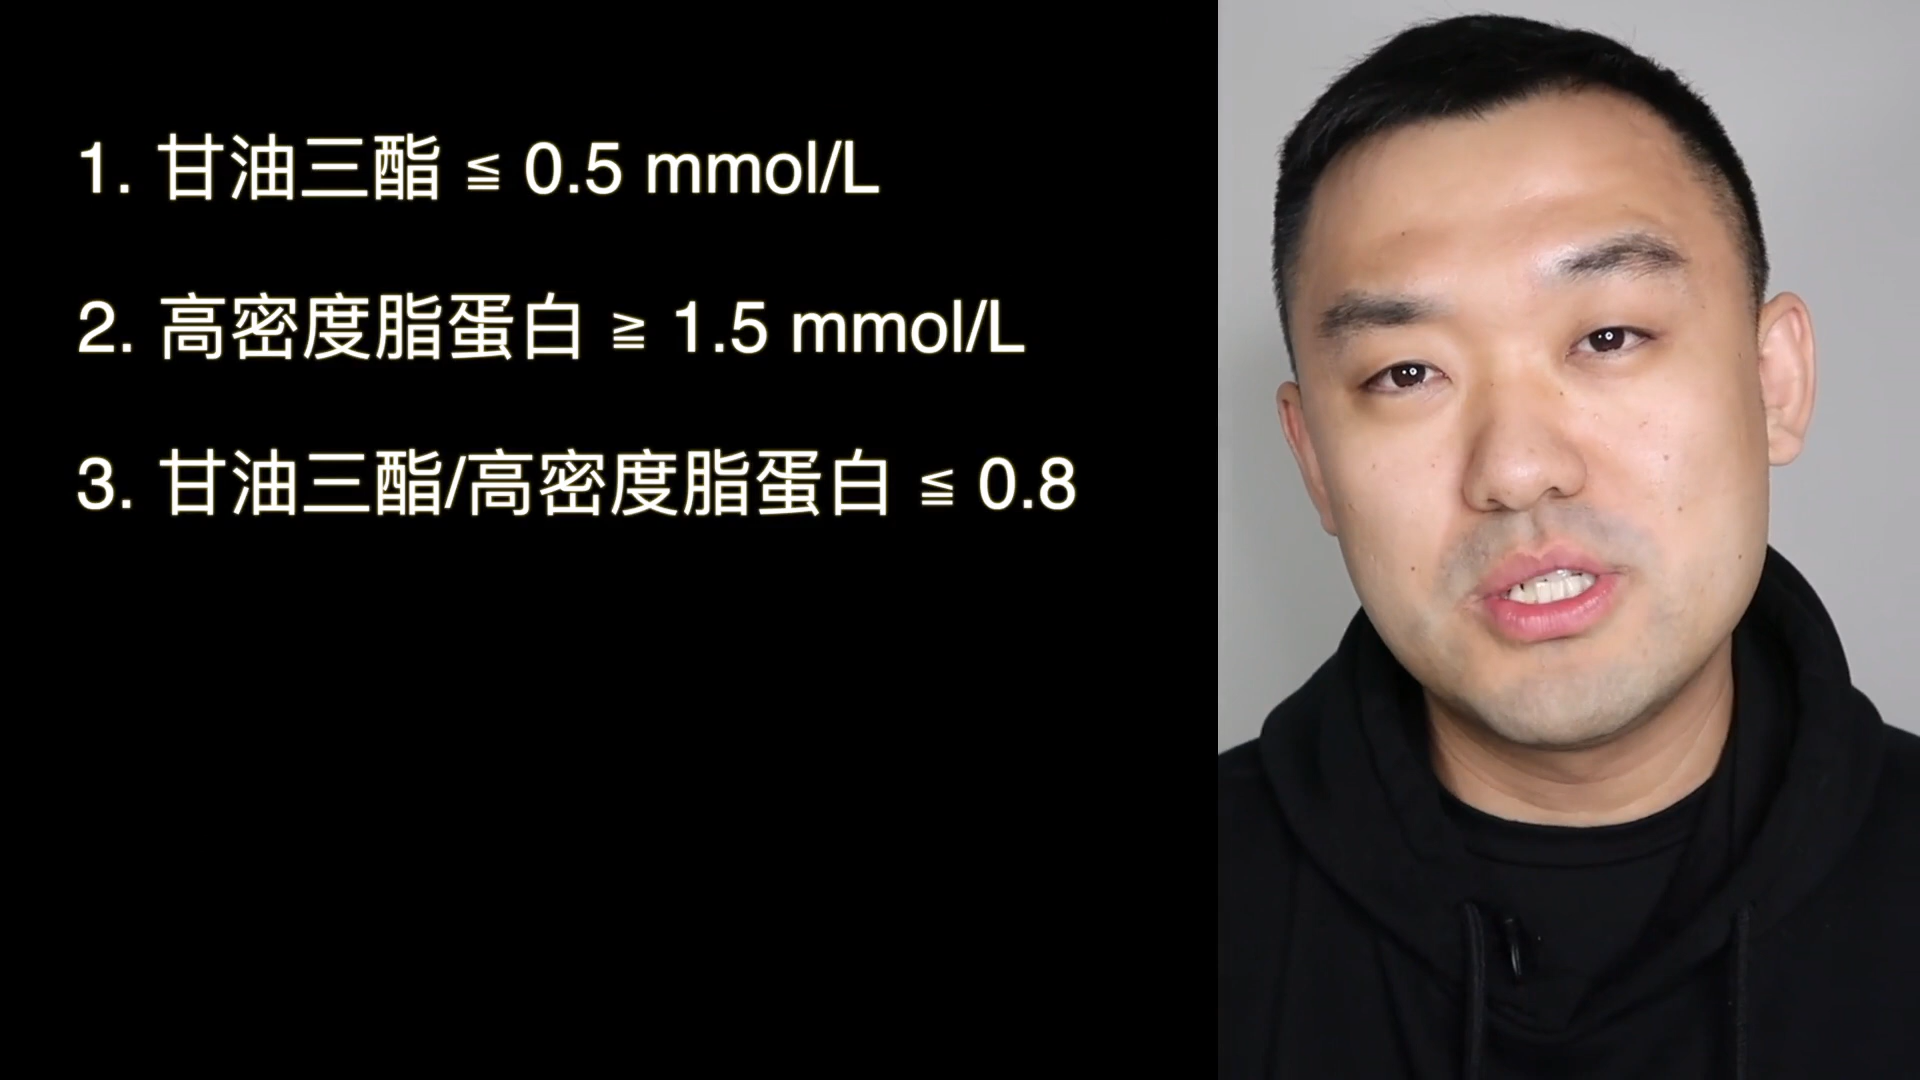 1. 甘油三酯 ≦ 0.5 mmol/L
2. 高密度脂蛋白 ≧ 1.5 mmol/L
3. 甘油三酯/高密度脂蛋白 ≦ 0.8